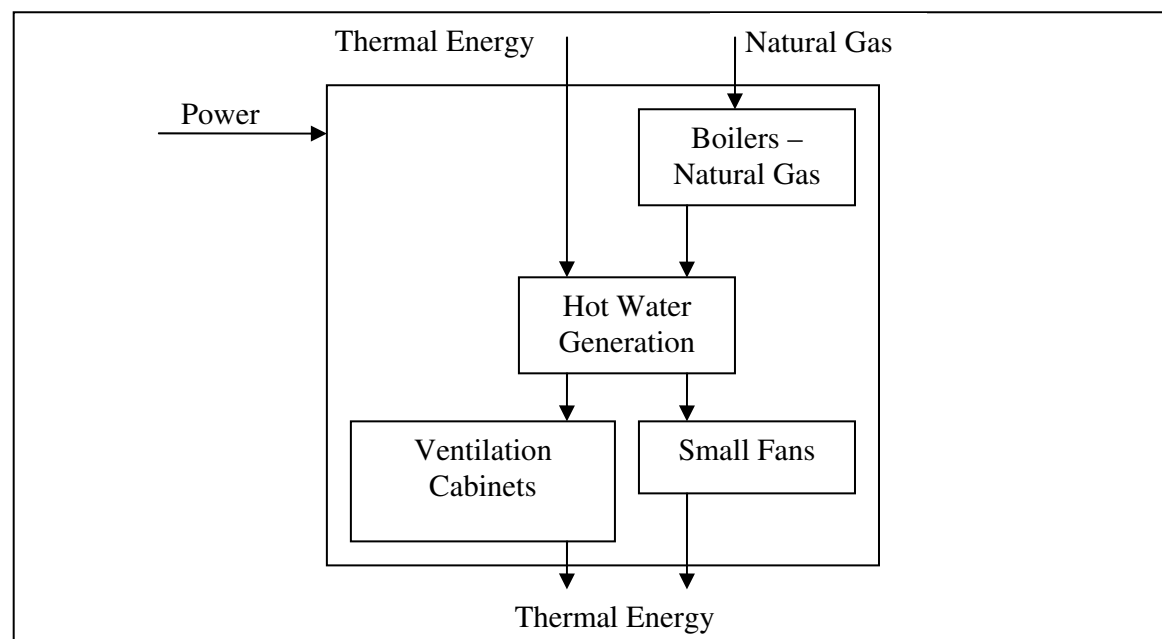 Thermal Energy
Natural Gas
Power
Boilers –
Natural Gas
Hot Water
Generation
Ventilation
Cabinets
Small Fans
Thermal Energy